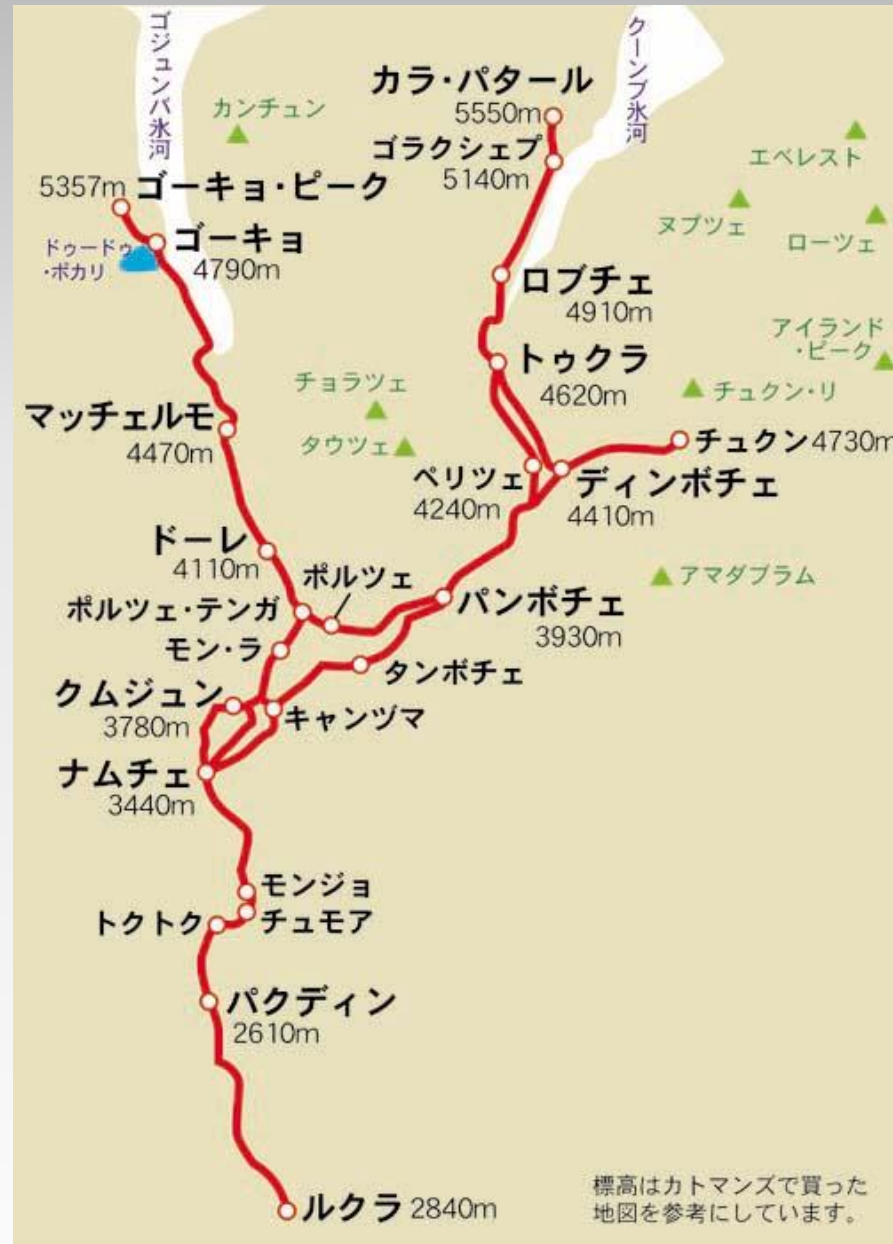 ゴジュンバ氷河
クーンブ氷河
カンチュン
カラ・パタール
5550m
ゴラクシェプ
5140m
エベレスト
ヌプツェ
ローツェ
5357m ゴーキョ・ピーク
ドゥードゥ
・ポカリ
ゴーキョ
4790m
ロブチェ
4910m
アイランド
・ピーク
トゥクラ
4620m
チョラツェ
タウツェ
チュクン・リ
マッチェルモ
4470m
チュクン 4730m
ペリツェ
4240m
ディンボチェ
4410m
ドーレ
4110m
ポルツェ
アマダブラム
ポルツェ・テンガ
パンボチェ
3930m
モン・ラ
タンボチェ
クムジュン
3780m
キャンヅマ
ナムチェ
3440m
モンジョ
トクトク
チュモア
パクディン
2610m
ルクラ 2840m
標高はカトマンズで買った
地図を参考にしています。